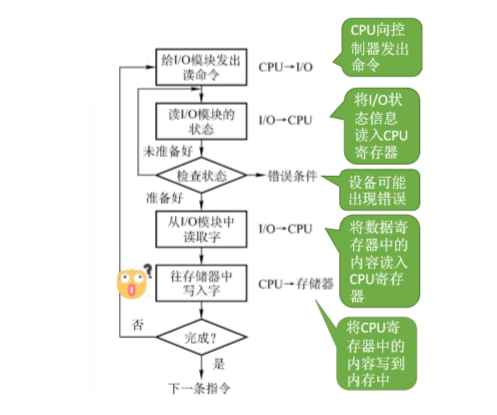 CPU向控
制器发出
命令
给I/O模块发出
读命令
CPU→I/O
读I/O模块的
状态
I/O→CPU
将I/O状
态信息
读入CPU
寄存器
未准备好
检查状态
错误条件
设备可能
出现错误
准备好
从I/O模块中
读取字
I/O→CPU
将数据寄
存器中的
内容读入
CPU寄存
器
往存储器中
写入字
CPU→存储器
?
否
完成?
是
将CPU寄
存器中的
内容写到
内存中
下一条指令